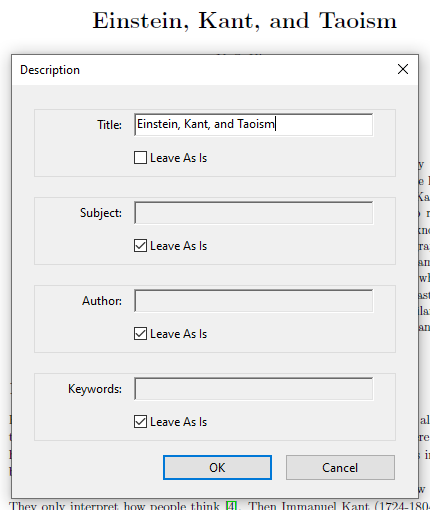 Einstein, Kant, and Taoism
Description
Title:
Einstein, Kant, and Taoism
Leave As Is
Subject:
Leave As Is
Author:
Leave As Is
Keywords:
Leave As Is
OK
Cancel
They only interpret how people think [4]. Then Immanuel Kant (1724-180